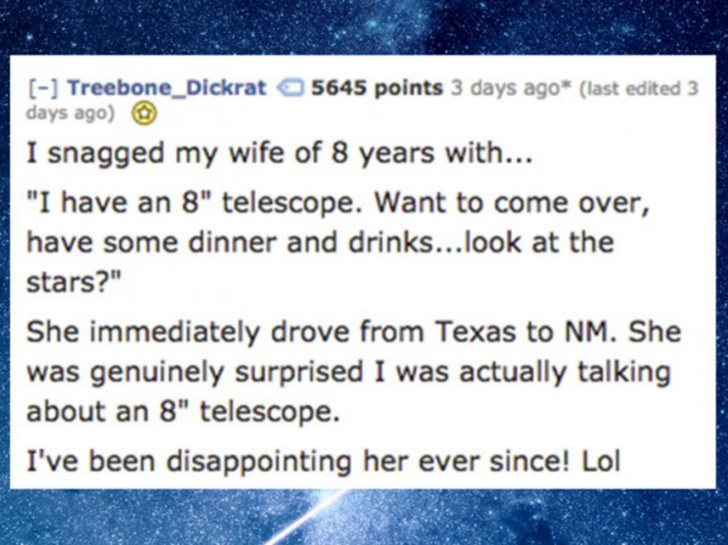 [-] Treebone_Dickrat 5645 points 3 days ago* (last edited 3
days ago)
I snagged my wife of 8 years with...
"I have an 8" telescope. Want to come over,
have some dinner and drinks...look at the
stars?"
She immediately drove from Texas to NM. She
was genuinely surprised I was actually talking
about an 8" telescope.
I've been disappointing her ever since! Lol